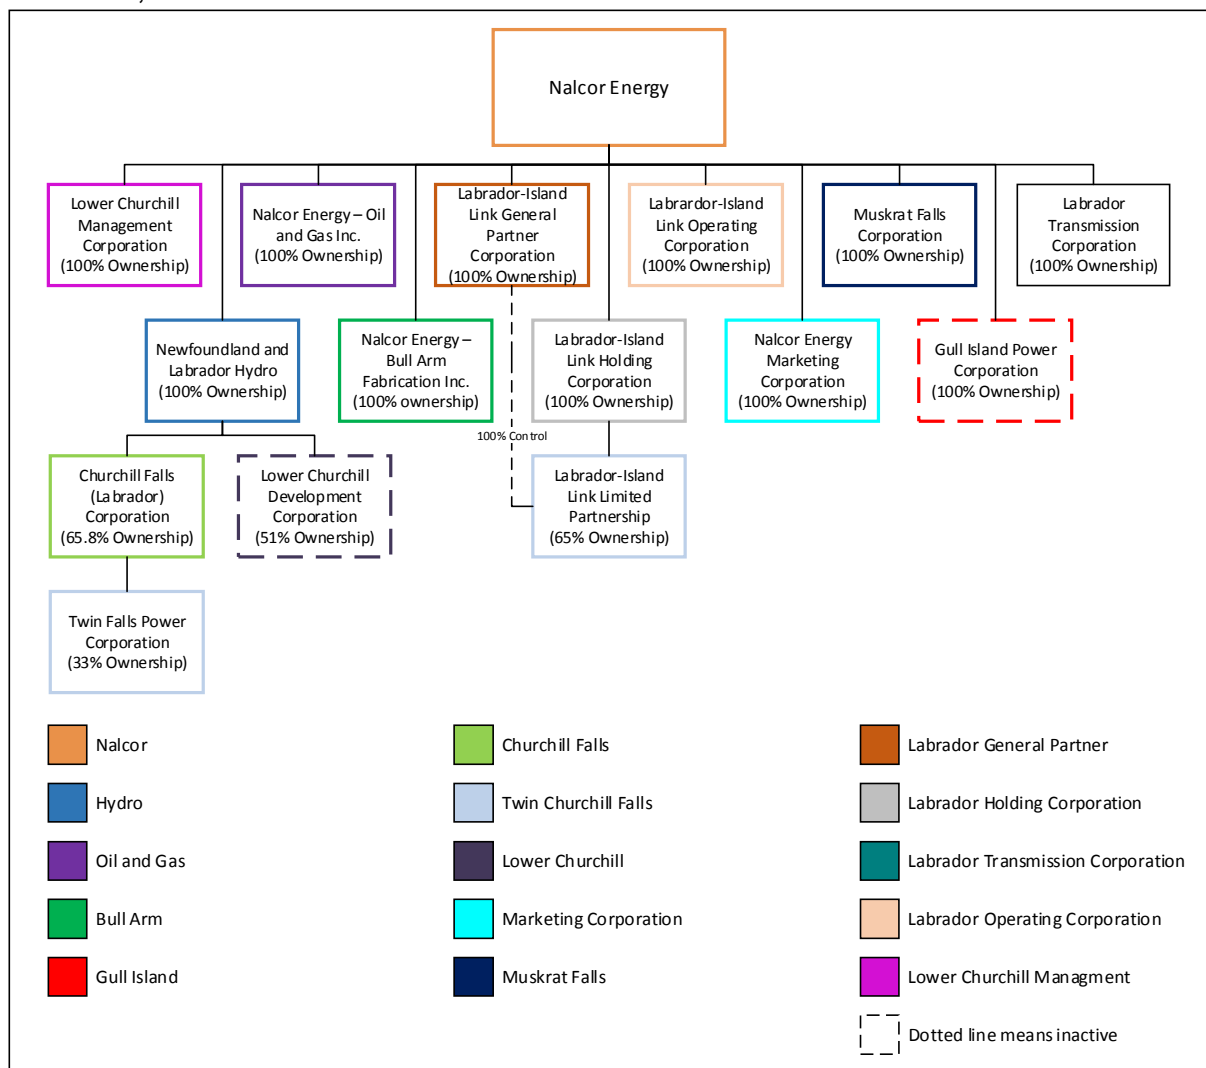 Nalcor Energy
Lower Churchill
Management
Corporation
(100% Ownership)
Nalcor Energy – Oil
and Gas Inc.
(100% Ownership)
Labrador-Island
Link General
Partner
Corporation
(100% Ownership)
Labrardor-Island
Link Operating
Corporation
(100% Ownership)
Muskrat Falls
Corporation
(100% Ownership)
Labrador
Transmission
Corporation
(100% Ownership)
Newfoundland and
Labrador Hydro
(100% Ownership)
Nalcor Energy –
Bull Arm
Fabrication Inc.
(100% ownership)
Labrador-Island
Link Holding
Corporation
(100% Ownership)
Nalcor Energy
Marketing
Corporation
(100% Ownership)
Gull Island Power
Corporation
(100% Ownership)
100% Control
Churchill Falls
(Labrador)
Corporation
(65.8% Ownership)
Lower Churchill
Development
Corporation
(51% Ownership)
Labrador-Island
Link Limited
Partnership
(65% Ownership)
Twin Falls Power
Corporation
(33% Ownership)
Nalcor
Hydro
Oil and Gas
Bull Arm
Gull Island
Churchill Falls
Twin Churchill Falls
Lower Churchill
Marketing Corporation
Muskrat Falls
Labrador General Partner
Labrador Holding Corporation
Labrador Transmission Corporation
Labrador Operating Corporation
Lower Churchill Managment
Dotted line means inactive